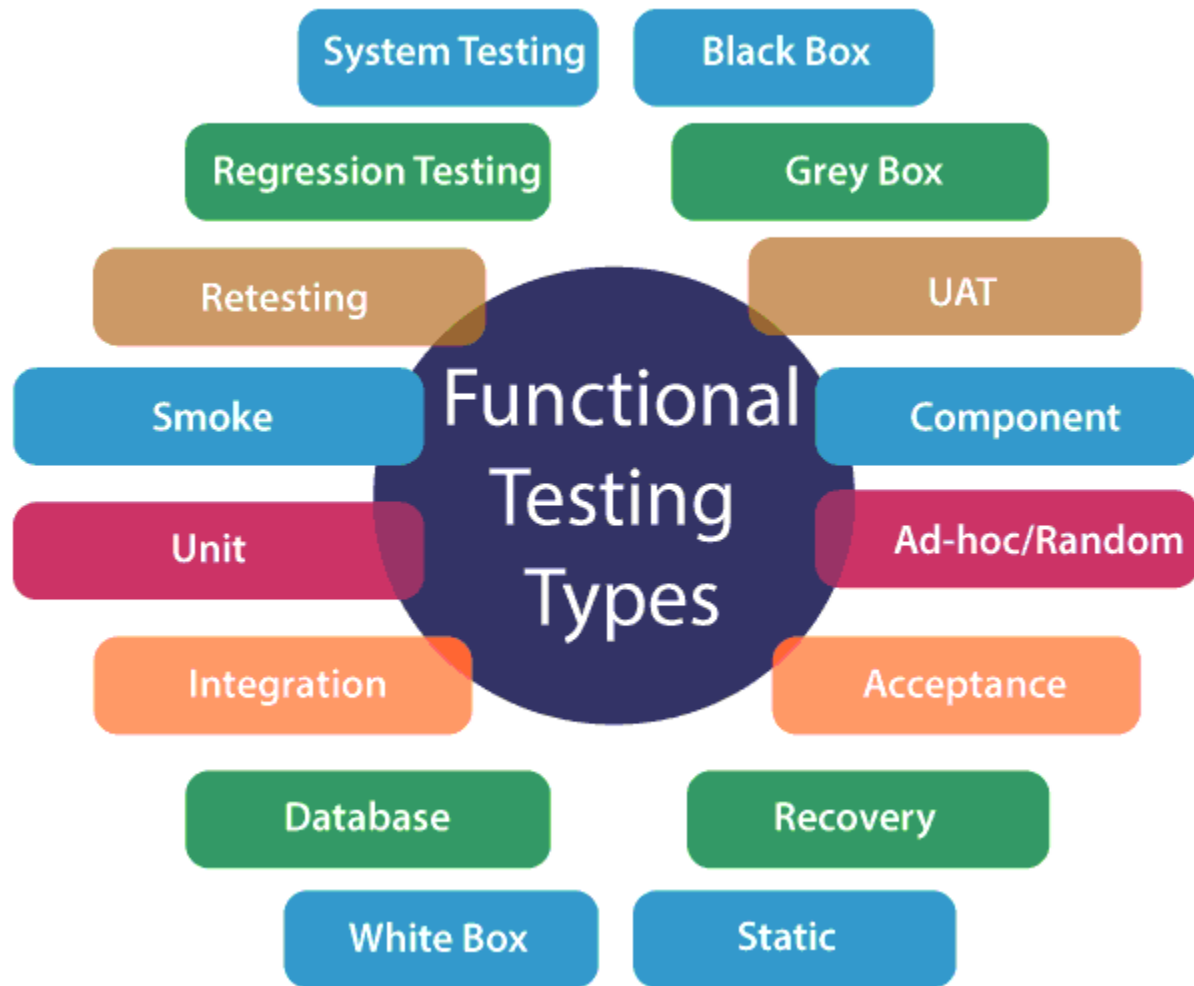 System Testing
Black Box
Regression Testing
Grey Box
Retesting
UAT
Smoke
Component
Functional
Testing
Types
Unit
Ad-hoc/Random
Integration
Acceptance
Database
Recovery
White Box
Static